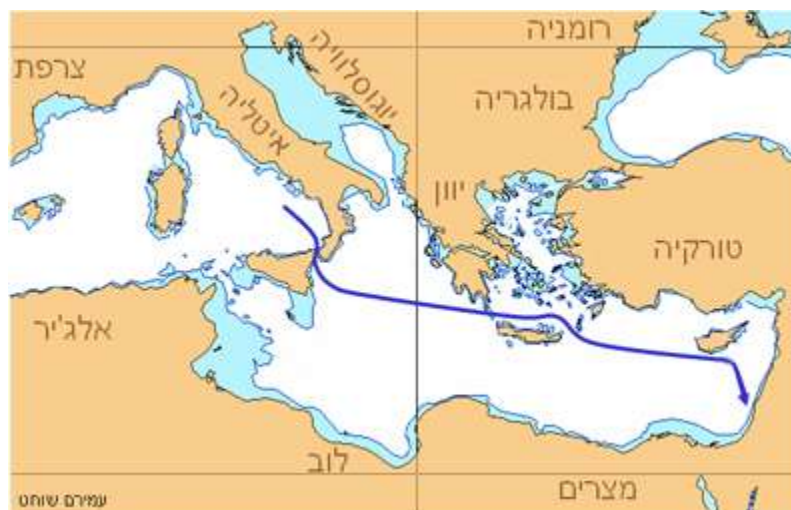 רומניה
צרפת
יוגוסלוויה
בולגריה
איטליה
יוון
טורקיה
אלג'יר
לוב
מצרים
עמירם שוחט